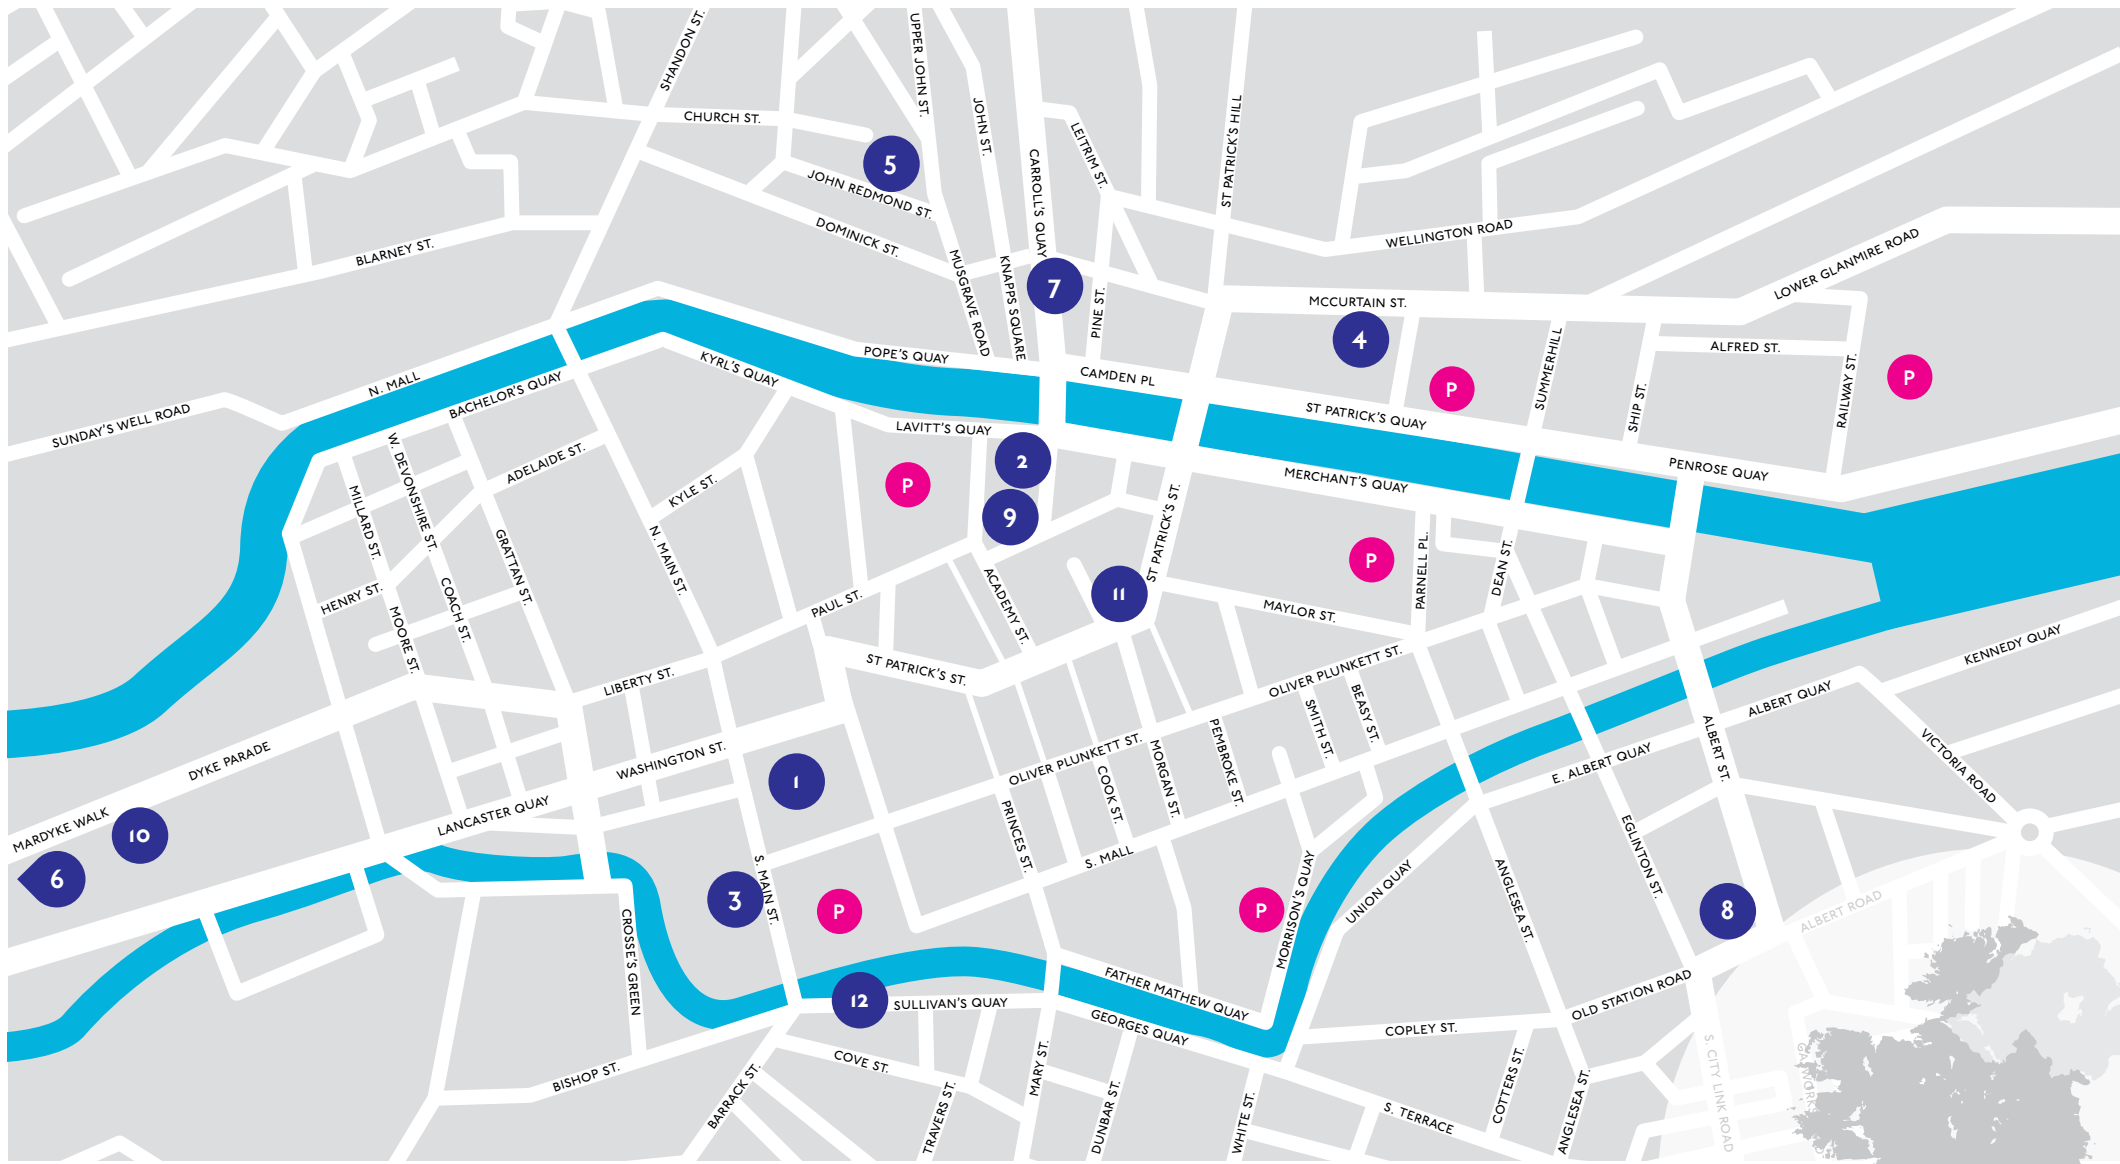 SHANDON ST.
UPPER JOHN ST.
CHURCH ST.
JOHN ST.
LEITRIM ST.
ST PATRICK'S HILL
5
CARROLL'S QUAY
JOHN REDMOND ST.
DOMINICK ST.
BLARNEY ST.
WELLINGTON ROAD
LOWER GLANMIRE ROAD
MUSGRAVE ROAD
KNAPPS SQUARE
7
PINE ST.
MCCURTAIN ST.
4
SUMMERHILL
ALFRED ST.
SHIP ST.
RAILWAY ST.
P
P
POPE'S QUAY
KYRL'S QUAY
CAMDEN PL
N. MALL
BACHELOR'S QUAY
ST PATRICK'S QUAY
SUNDAY'S WELL ROAD
LAVITT'S QUAY
2
PENROSE QUAY
MERCHANT'S QUAY
W. DEVONSHIRE ST.
ADELAIDE ST.
KYLE ST.
P
9
MILLARD ST.
GRATTAN ST.
N. MAIN ST.
ST PATRICK'S ST.
P
PARNELL PL.
DEAN ST.
HENRY ST.
COACH ST.
MOORE ST.
PAUL ST.
ACADEMY ST.
11
MAYLOR ST.
KENNEDY QUAY
LIBERTY ST.
ST PATRICK'S ST.
OLIVER PLUNKETT ST.
BEASY ST.
SMITH ST.
ALBERT QUAY
ALBERT ST.
VICTORIA ROAD
DYKE PARADE
WASHINGTON ST.
1
OLIVER PLUNKETT ST.
COOK ST.
MORGAN ST.
PEMBROKE ST.
E. ALBERT QUAY
MARDYKE WALK
10
LANCASTER QUAY
PRINCES ST.
S. MALL
EGLINTON ST.
6
S. MAIN ST.
3
P
P
MORRISON'S QUAY
UNION QUAY
ANGLESEA ST.
8
ALBERT ROAD
CROSSE'S GREEN
12
SULLIVAN'S QUAY
FATHER MATHEW QUAY
GEORGES QUAY
COPLEY ST.
OLD STATION ROAD
BISHOP ST.
COVE ST.
BARRACK ST.
TRAVERS ST.
MARY ST.
DUNBAR ST.
WHITE ST.
S. TERRACE
COTTERS ST.
ANGLESEA ST.
S. CITY LINK ROAD